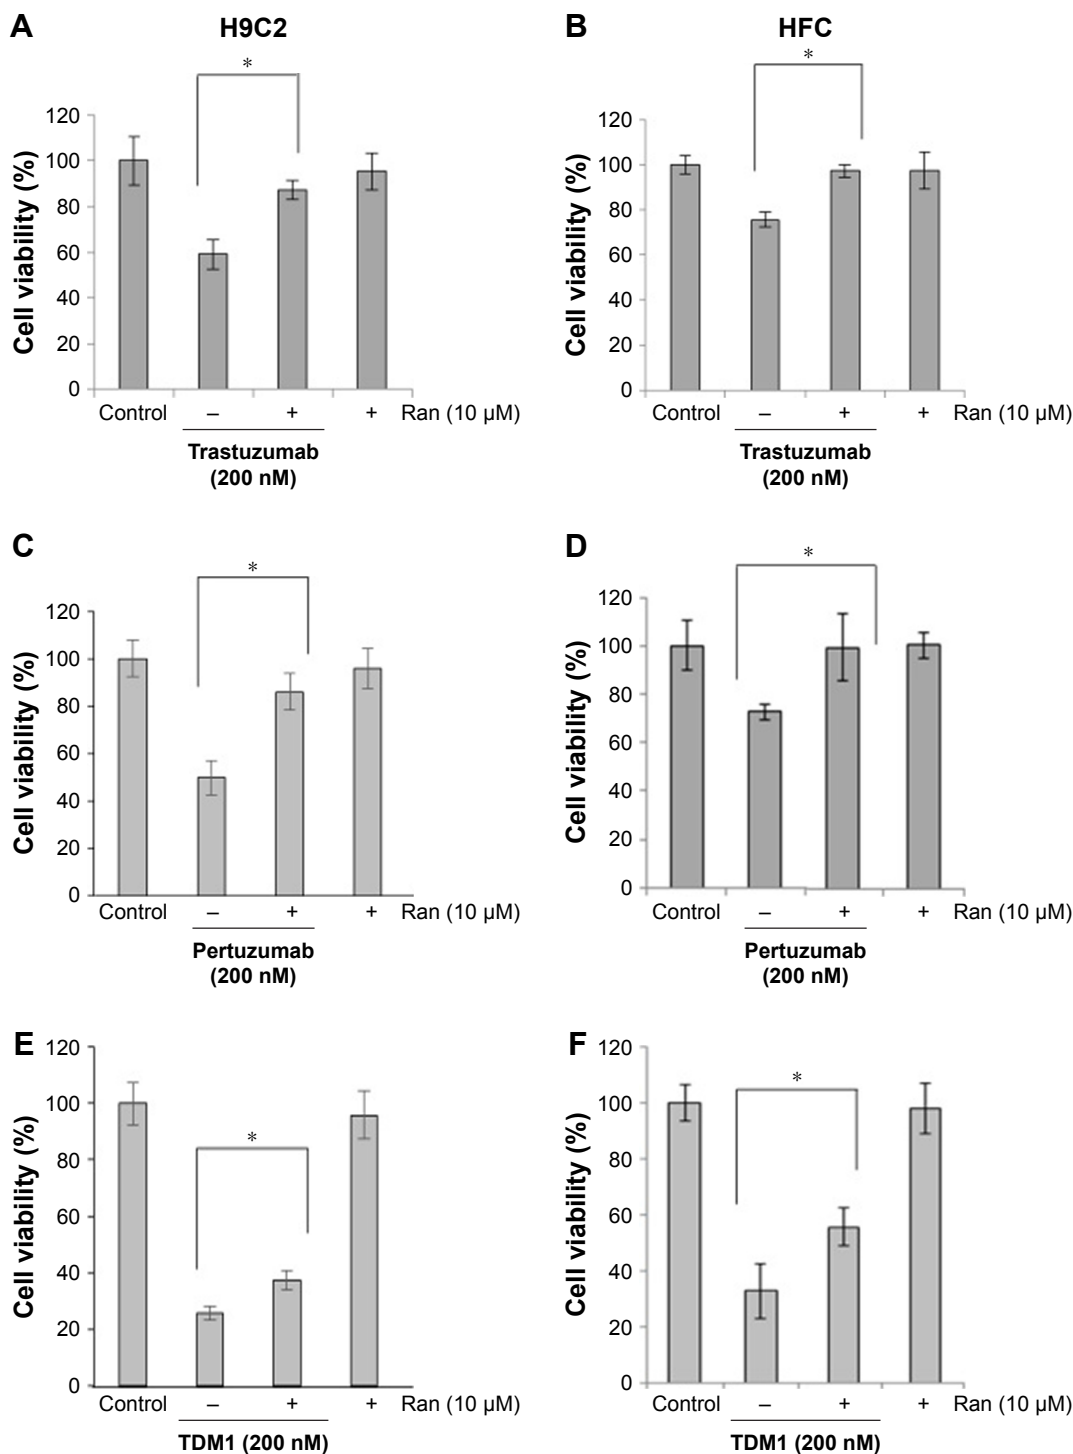 A
H9C2
*
Cell viability (%)
120
100
80
60
40
20
0
Control – + + Ran (10 µM)
Trastuzumab
(200 nM)
B
HFC
*
Cell viability (%)
120
100
80
60
40
20
0
Control – + + Ran (10 µM)
Trastuzumab
(200 nM)
C
*
Cell viability (%)
120
100
80
60
40
20
0
Control – + + Ran (10 µM)
Pertuzumab
(200 nM)
D
*
Cell viability (%)
120
100
80
60
40
20
0
Control – + + Ran (10 µM)
Pertuzumab
(200 nM)
E
*
Cell viability (%)
120
100
80
60
40
20
0
Control – + + Ran (10 µM)
TDM1 (200 nM)
F
*
Cell viability (%)
120
100
80
60
40
20
0
Control – + + Ran (10 µM)
TDM1 (200 nM)